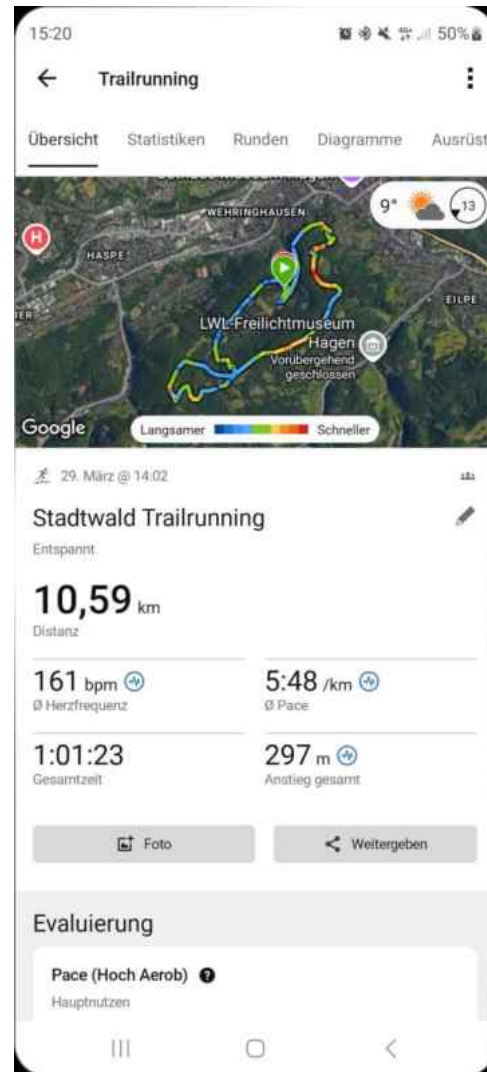 15:20
50%
Trailrunning
Übersicht Statistiken Runden Diagramme Ausrüst
9°
13
WEHRINGHAUSEN
H
HASPE
EILPE
LWL-Freilichtmuseum
Hagen
Vorübergehend
geschlossen
Google
Langsamer Schneller
29. März @ 14:02
Stadtwald Trailrunning
Entspannt
10,59 km
Distanz
161 bpm 5:48 /km
Ø Herzfrequenz Ø Pace
1:01:23 297 m
Gesamtzeit Anstieg gesamt
Foto Weitergeben
Evaluierung
Pace (Hoch Aerob) ?
Hauptnutzen